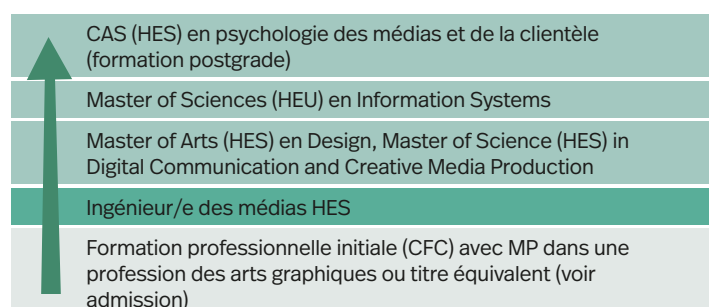 CAS (HES) en psychologie des médias et de la clientèle
(formation postgrade)
Master of Sciences (HEU) en Information Systems
Master of Arts (HES) en Design, Master of Science (HES) in
Digital Communication and Creative Media Production
Ingénieur/e des médias HES
Formation professionnelle initiale (CFC) avec MP dans une
profession des arts graphiques ou titre équivalent (voir
admission)